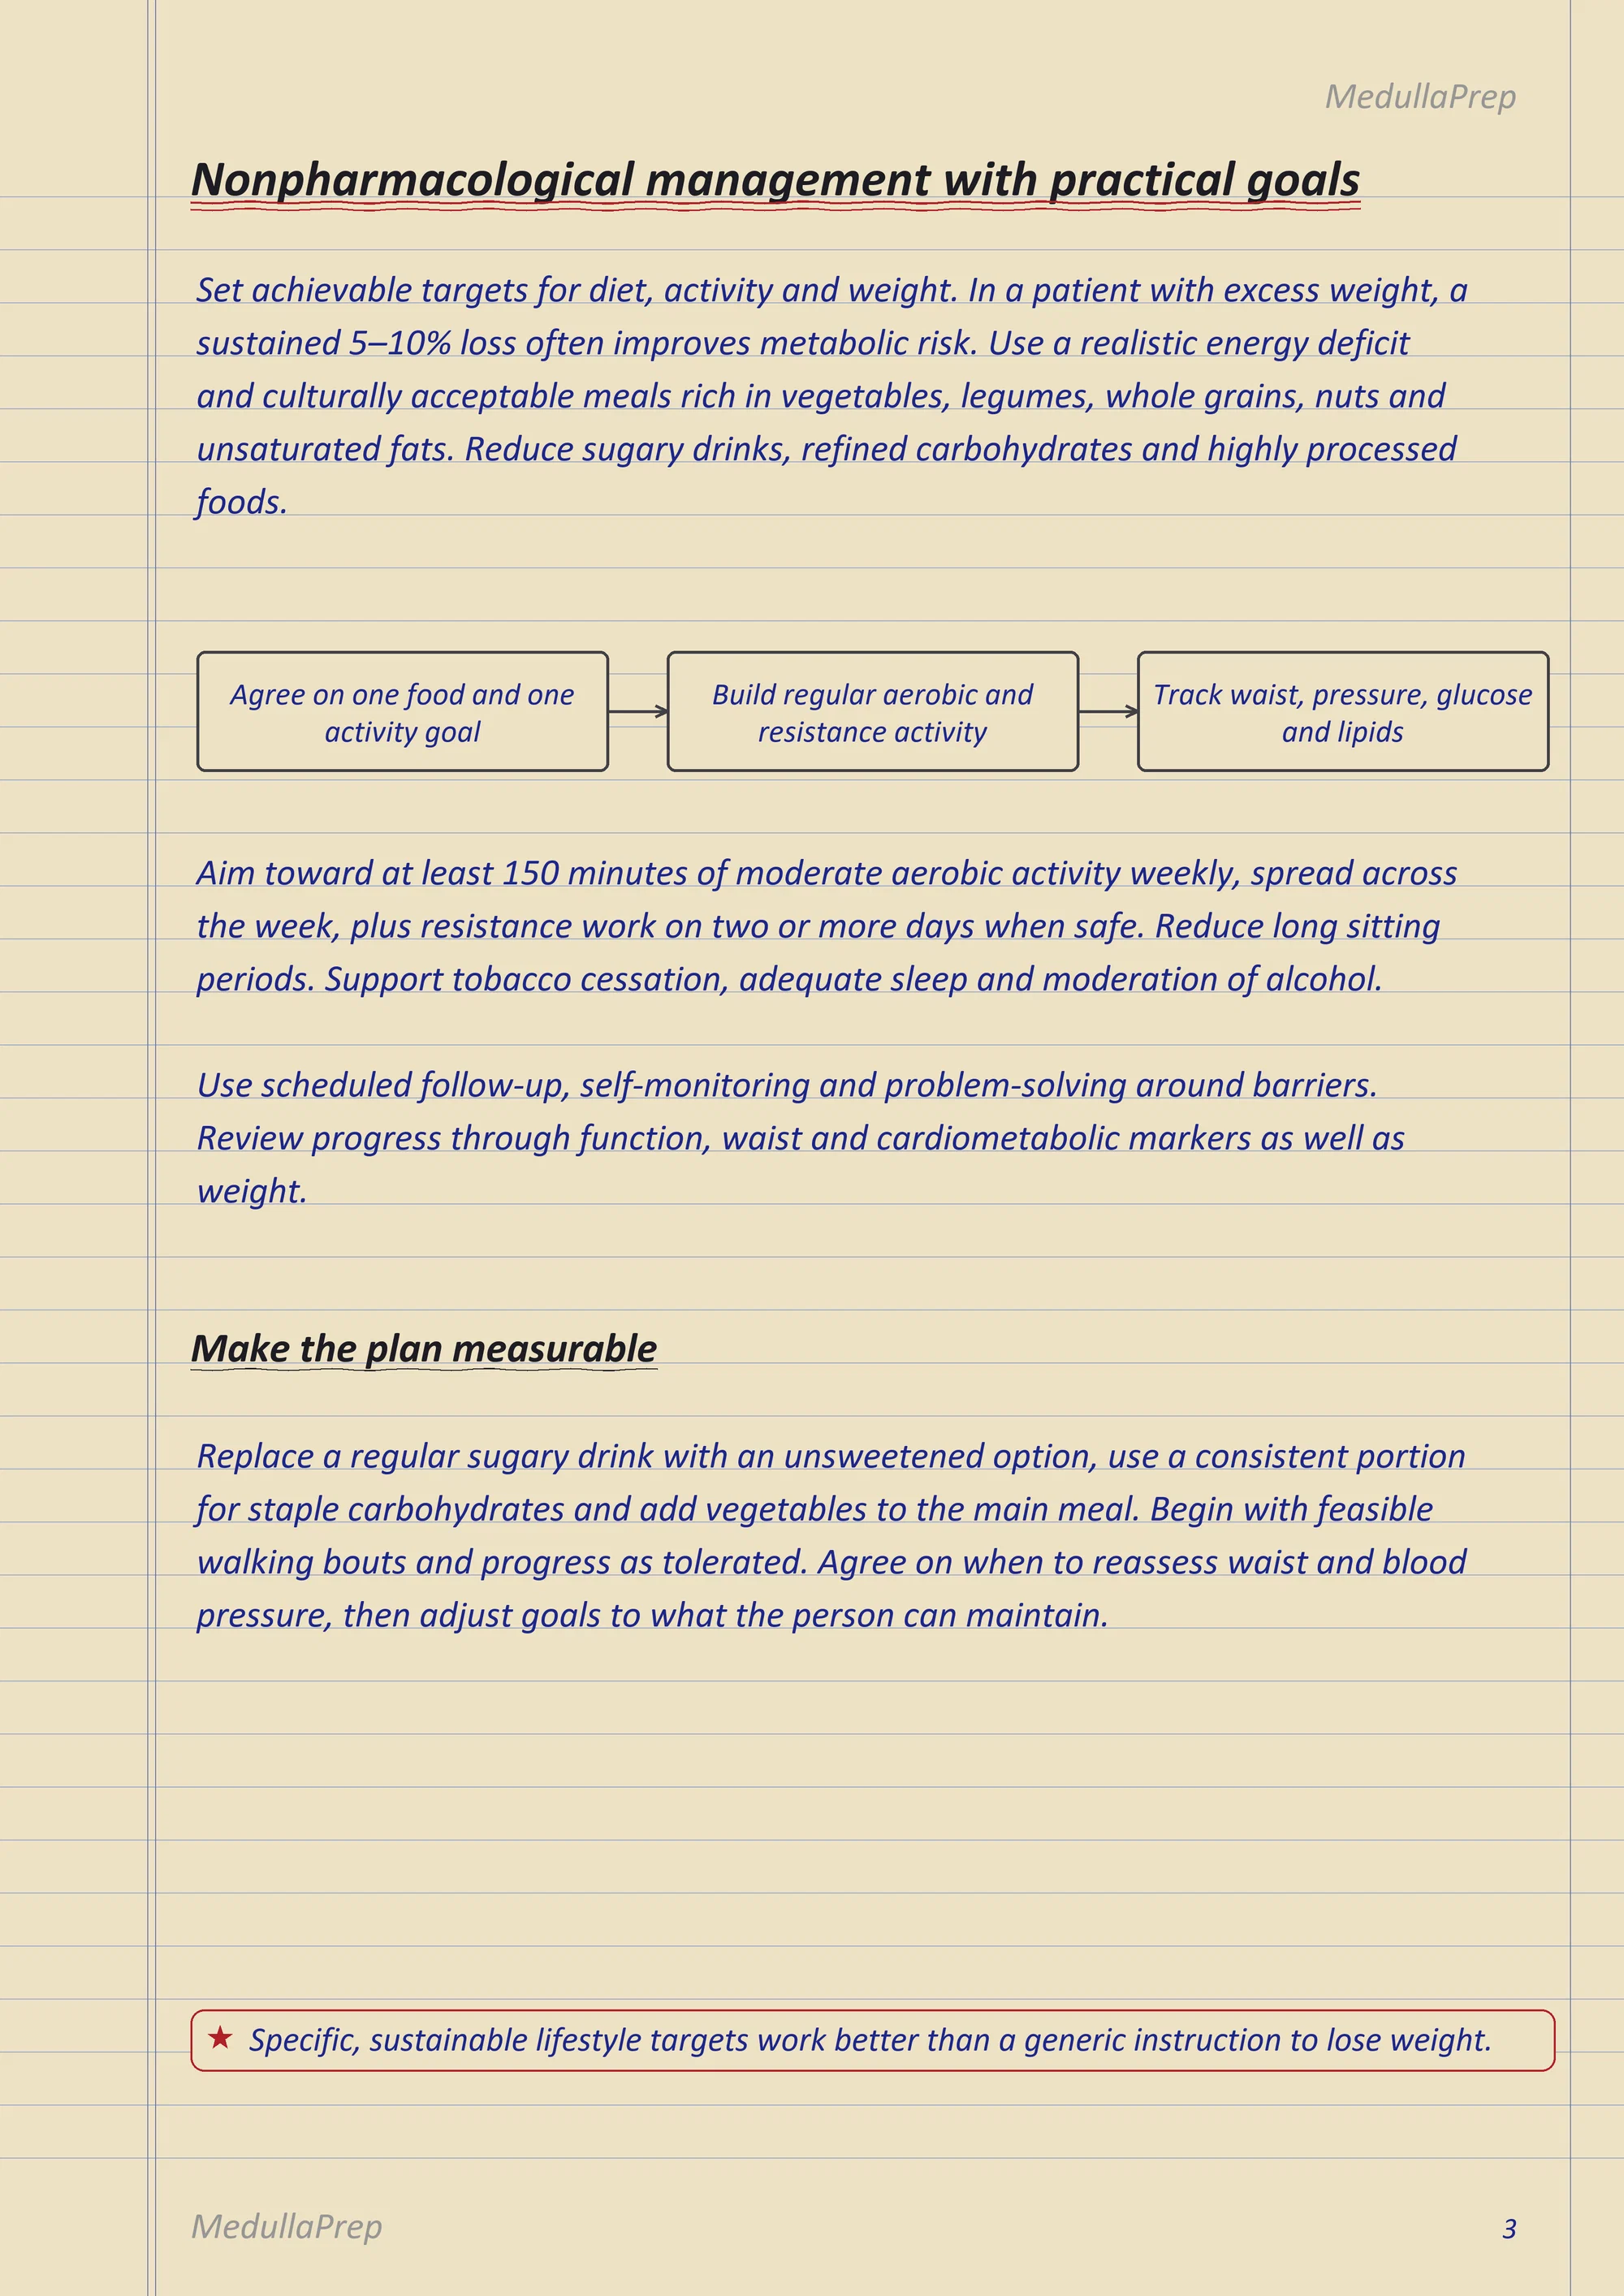 MedullaPrep
Nonpharmacological management with practical goals
Set achievable targets for diet, activity and weight. In a patient with excess weight, a
sustained 5–10% loss often improves metabolic risk. Use a realistic energy deficit
and culturally acceptable meals rich in vegetables, legumes, whole grains, nuts and
unsaturated fats. Reduce sugary drinks, refined carbohydrates and highly processed
foods.
Agree on one food and one
activity goal
Build regular aerobic and
resistance activity
Track waist, pressure, glucose
and lipids
Aim toward at least 150 minutes of moderate aerobic activity weekly, spread across
the week, plus resistance work on two or more days when safe. Reduce long sitting
periods. Support tobacco cessation, adequate sleep and moderation of alcohol.
Use scheduled follow-up, self-monitoring and problem-solving around barriers.
Review progress through function, waist and cardiometabolic markers as well as
weight.
Make the plan measurable
Replace a regular sugary drink with an unsweetened option, use a consistent portion
for staple carbohydrates and add vegetables to the main meal. Begin with feasible
walking bouts and progress as tolerated. Agree on when to reassess waist and blood
pressure, then adjust goals to what the person can maintain.
★ Specific, sustainable lifestyle targets work better than a generic instruction to lose weight.
MedullaPrep
3